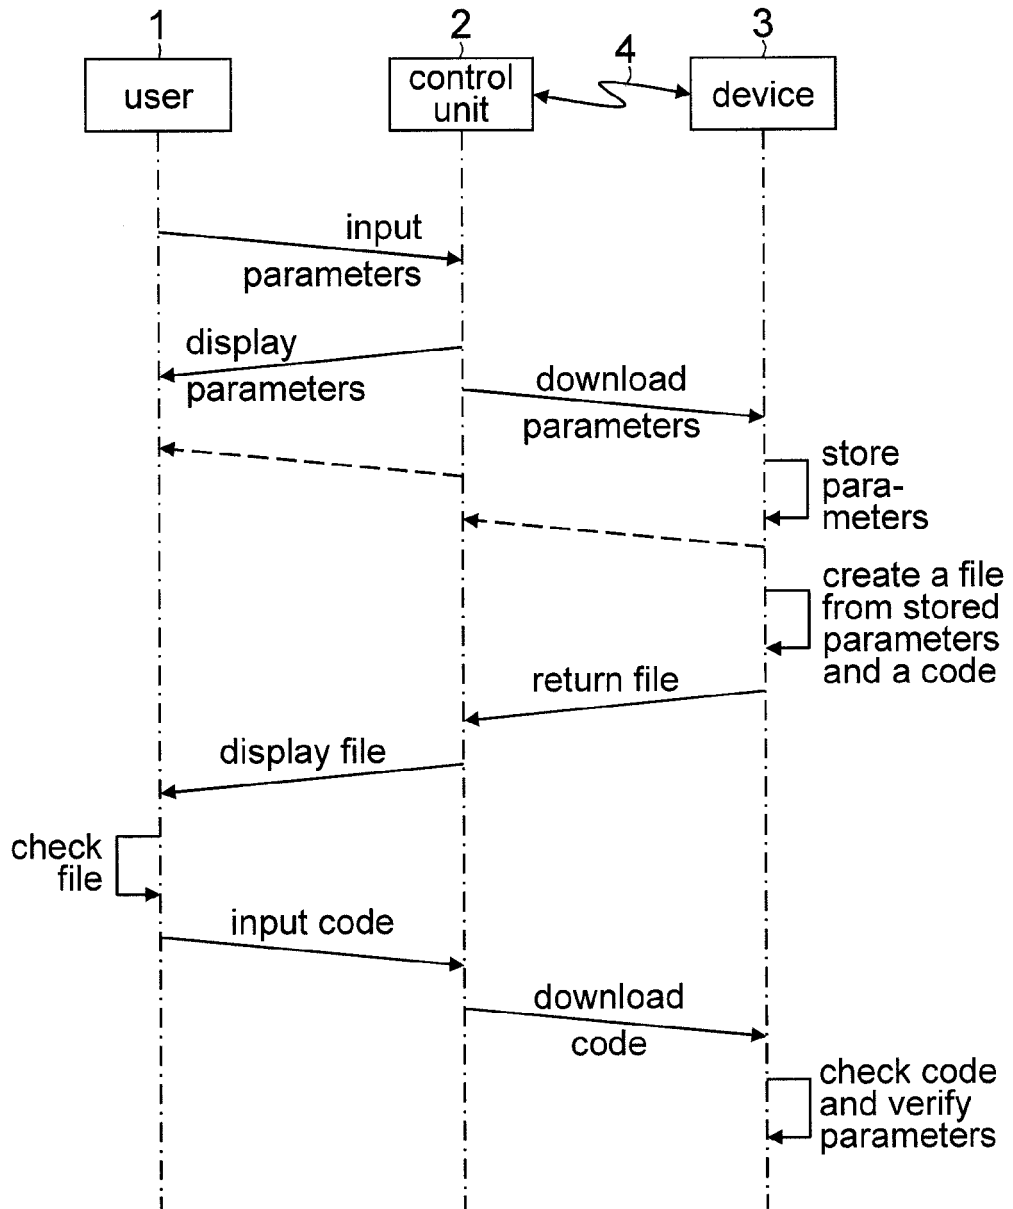 1
2
3
4
user
control
unit
device
input
parameters
display
parameters
download
parameters
store
para-
meters
create a file
from stored
parameters
and a code
return file
display file
check
file
input code
download
code
check code
and verify
parameters